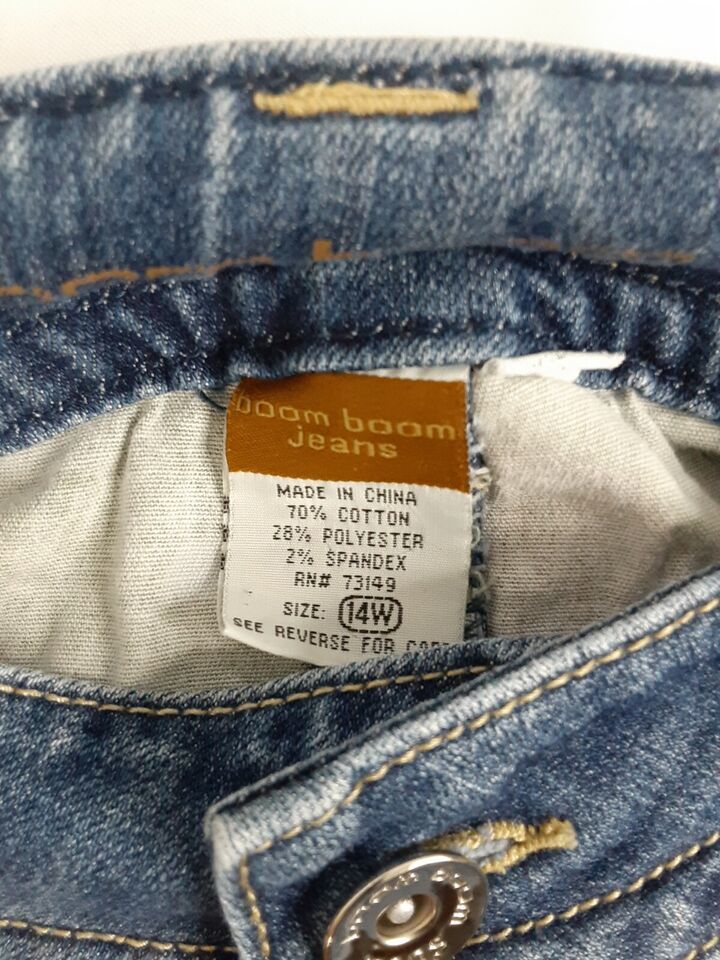 boom boom
jeans
MADE IN CHINA
70% COTTON
28% POLYESTER
2% SPANDEX
RN# 73149
SIZE: 14W
SEE REVERSE FOR